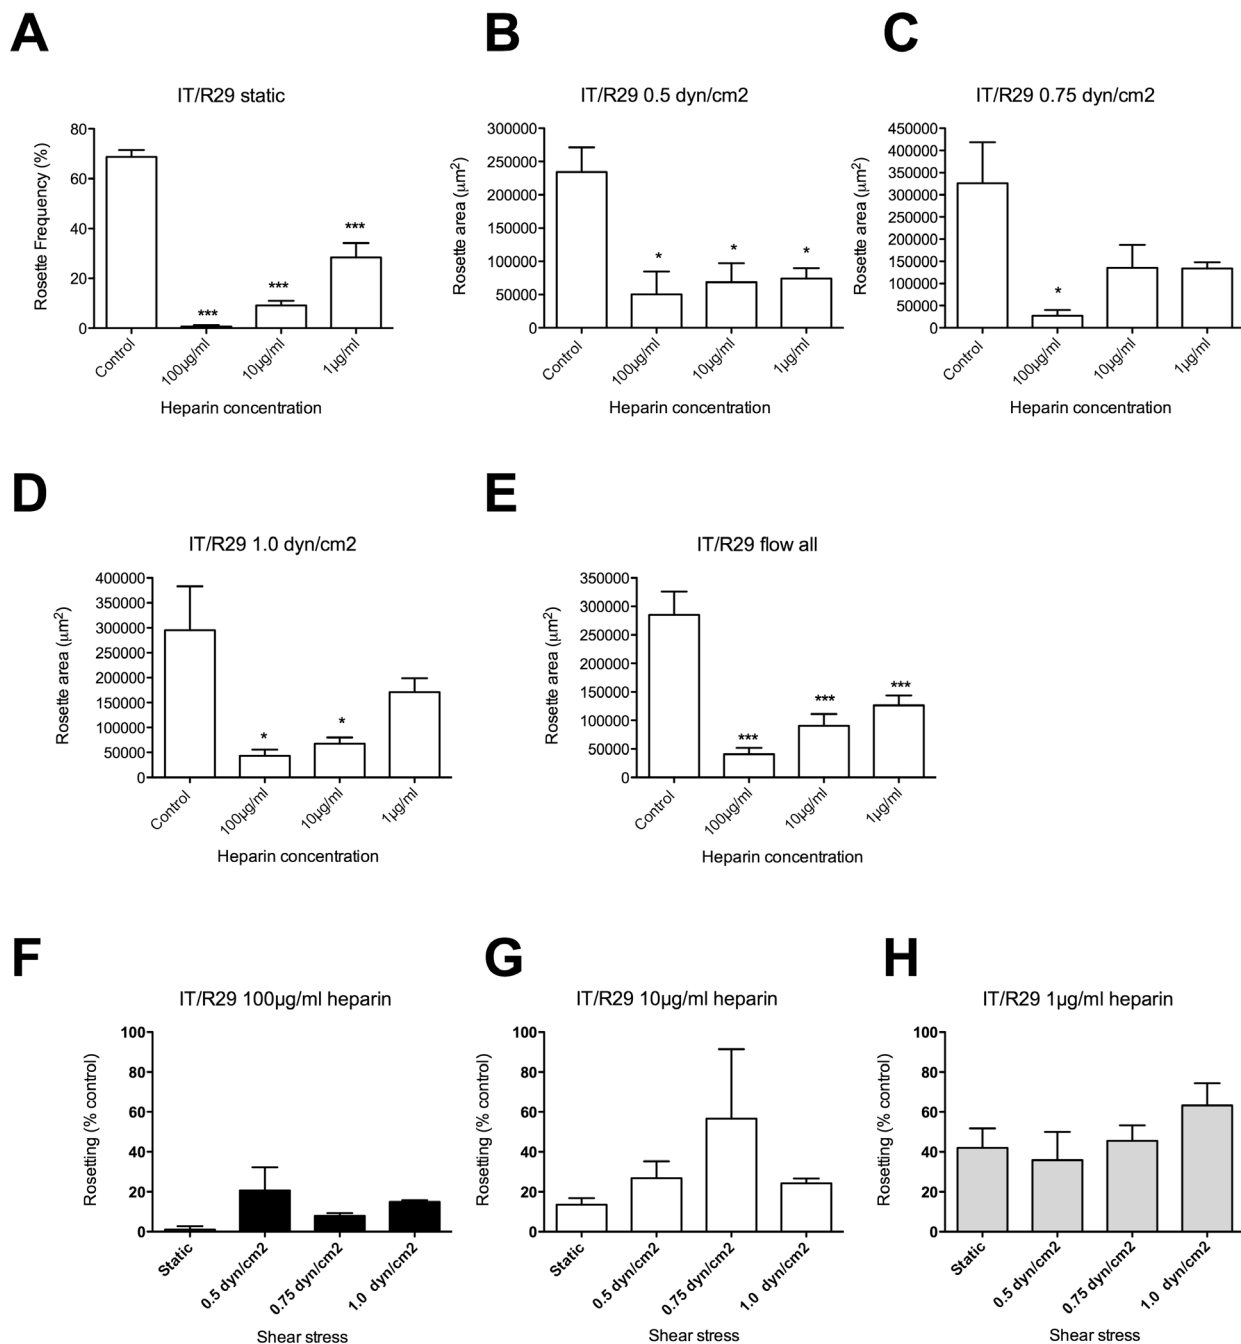 A
IT/R29 static
Rosette Frequency (%)
80
60
40
20
0
***
***
***
Control
100µg/ml
10µg/ml
1µg/ml
Heparin concentration
B
IT/R29 0.5 dyn/cm2
Rosette area (µm²)
300000
250000
200000
150000
100000
50000
0
*
*
*
Control
100µg/ml
10µg/ml
1µg/ml
Heparin concentration
C
IT/R29 0.75 dyn/cm2
Rosette area (µm²)
450000
400000
350000
300000
250000
200000
150000
100000
50000
0
*
Control
100µg/ml
10µg/ml
1µg/ml
Heparin concentration
D
IT/R29 1.0 dyn/cm2
Rosette area (µm²)
400000
350000
300000
250000
200000
150000
100000
50000
0
*
*
Control
100µg/ml
10µg/ml
1µg/ml
Heparin concentration
E
IT/R29 flow all
Rosette area (µm²)
350000
300000
250000
200000
150000
100000
50000
0
***
***
***
Control
100µg/ml
10µg/ml
1µg/ml
Heparin concentration
F
IT/R29 100µg/ml heparin
Rosetting (% control)
100
80
60
40
20
0
Static
0.5 dyn/cm2
0.75 dyn/cm2
1.0 dyn/cm2
Shear stress
G
IT/R29 10µg/ml heparin
Rosetting (% control)
100
80
60
40
20
0
Static
0.5 dyn/cm2
0.75 dyn/cm2
1.0 dyn/cm2
Shear stress
H
IT/R29 1µg/ml heparin
Rosetting (% control)
100
80
60
40
20
0
Static
0.5 dyn/cm2
0.75 dyn/cm2
1.0 dyn/cm2
Shear stress